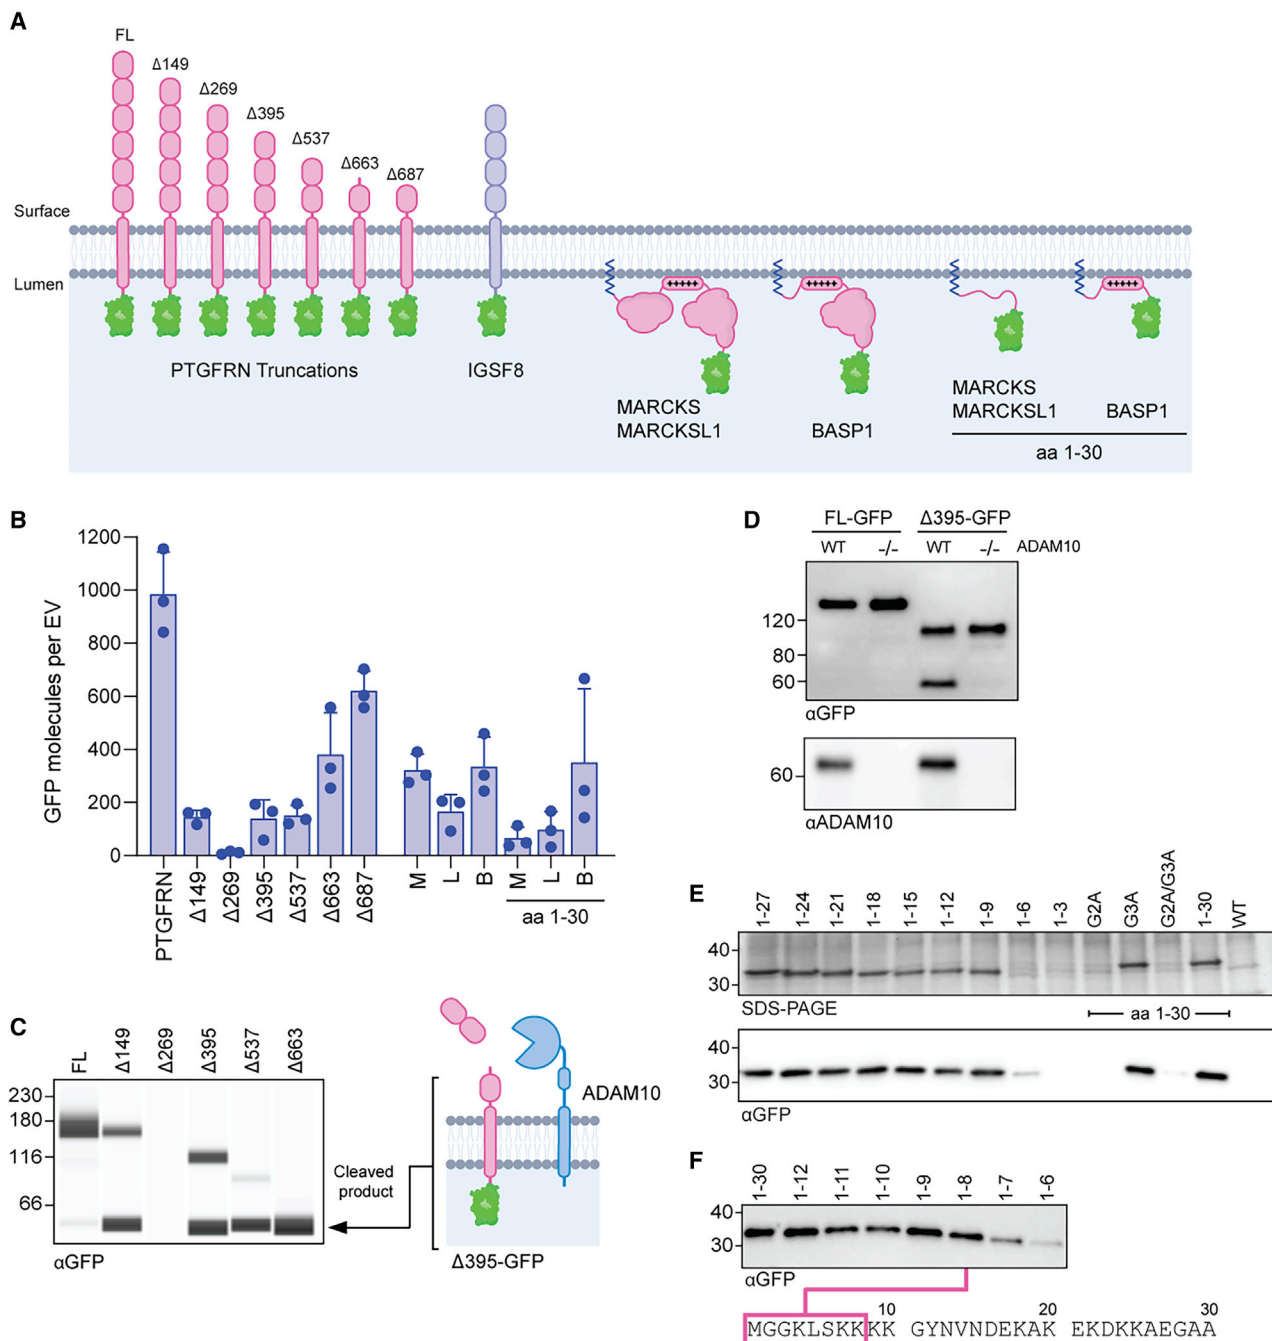 A
FL
Δ149
Δ269
Δ395
Δ537
Δ663
Δ687
Surface
Lumen
+++++
+++++
+++++
PTGFRN Truncations
IGSF8
MARCKS
MARCKSL1
BASP1
MARCKS
MARCKSL1
BASP1
aa 1-30
B
GFP molecules per EV
1200
1000
800
600
400
200
0
PTGFRN
Δ149
Δ269
Δ395
Δ537
Δ663
Δ687
M
L
B
M
L
B
aa 1-30
C
FL
Δ149
Δ269
Δ395
Δ537
Δ663
230
180
116
66
αGFP
Cleaved
product
ADAM10
Δ395-GFP
D
FL-GFP Δ395-GFP
WT -/- WT -/- ADAM10
120
80
60
αGFP
60
αADAM10
E
1-27
1-24
1-21
1-18
1-15
1-12
1-9
1-6
1-3
G2A
G3A
G2A/G3A
1-30
WT
40
30
SDS-PAGE
aa 1-30
40
30
αGFP
F
1-30
1-12
1-11
1-10
1-9
1-8
1-7
1-6
40
30
αGFP
10 20 30
MGGKLSKKKK GYNVNDEKAK EKDKKAEGAA